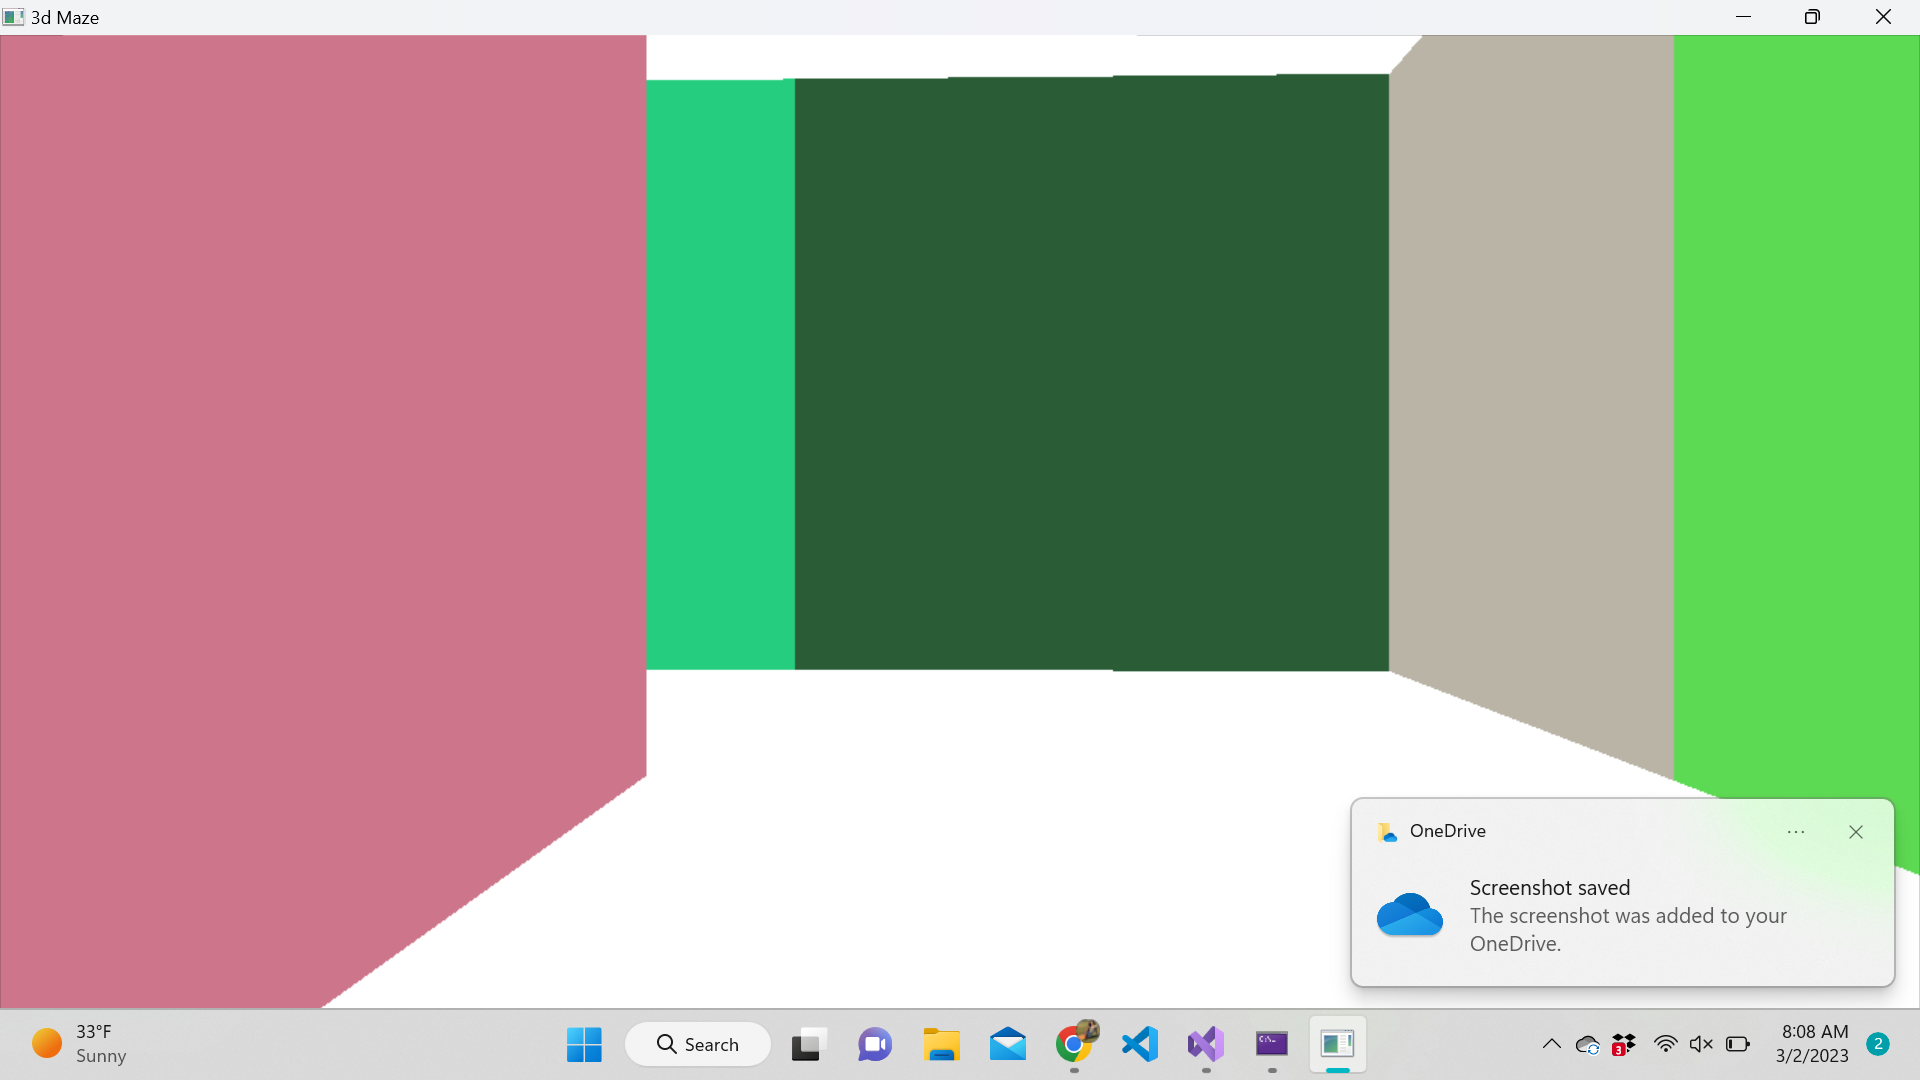 3d Maze
OneDrive
Screenshot saved
The screenshot was added to your
OneDrive.
33°F
Sunny
Search
C:\_
3
8:08 AM
3/2/2023
2